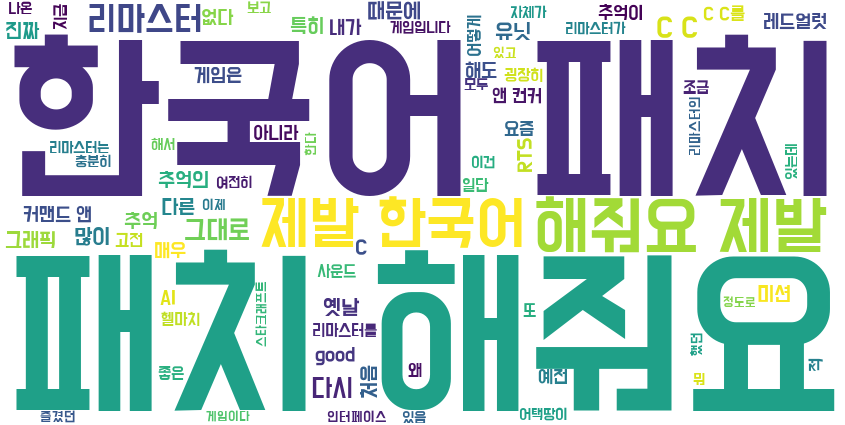 나온
지금
리마스터
없다
보고
특히
내가
때문에
게임입니다
어떻게
자체가
추억이
C C
C C를
레드얼럿
진짜
유닛
리마스터가
한국어 패치
게임은
해도
모두
있고
굉장히
앤 컨커
조금
리마스터의
아니라
요즘
리마스터는
충분히
해서
한다
RTS
이건
일단
있는데
추억의
여전히
커맨드 앤
추억
다른
이제
그대로
제발 한국어
해줘요 제발
그래픽
많이
고전
매우
C
패치 해줘요
사운드
스타크래프트
AI
헬마치
옛날
또
정도로
미션
리마스터를
좋은
good
다시
처음
왜
예전
했던
적
뭐
즐겼던
게임이다
인터페이스
있음
어택땅이